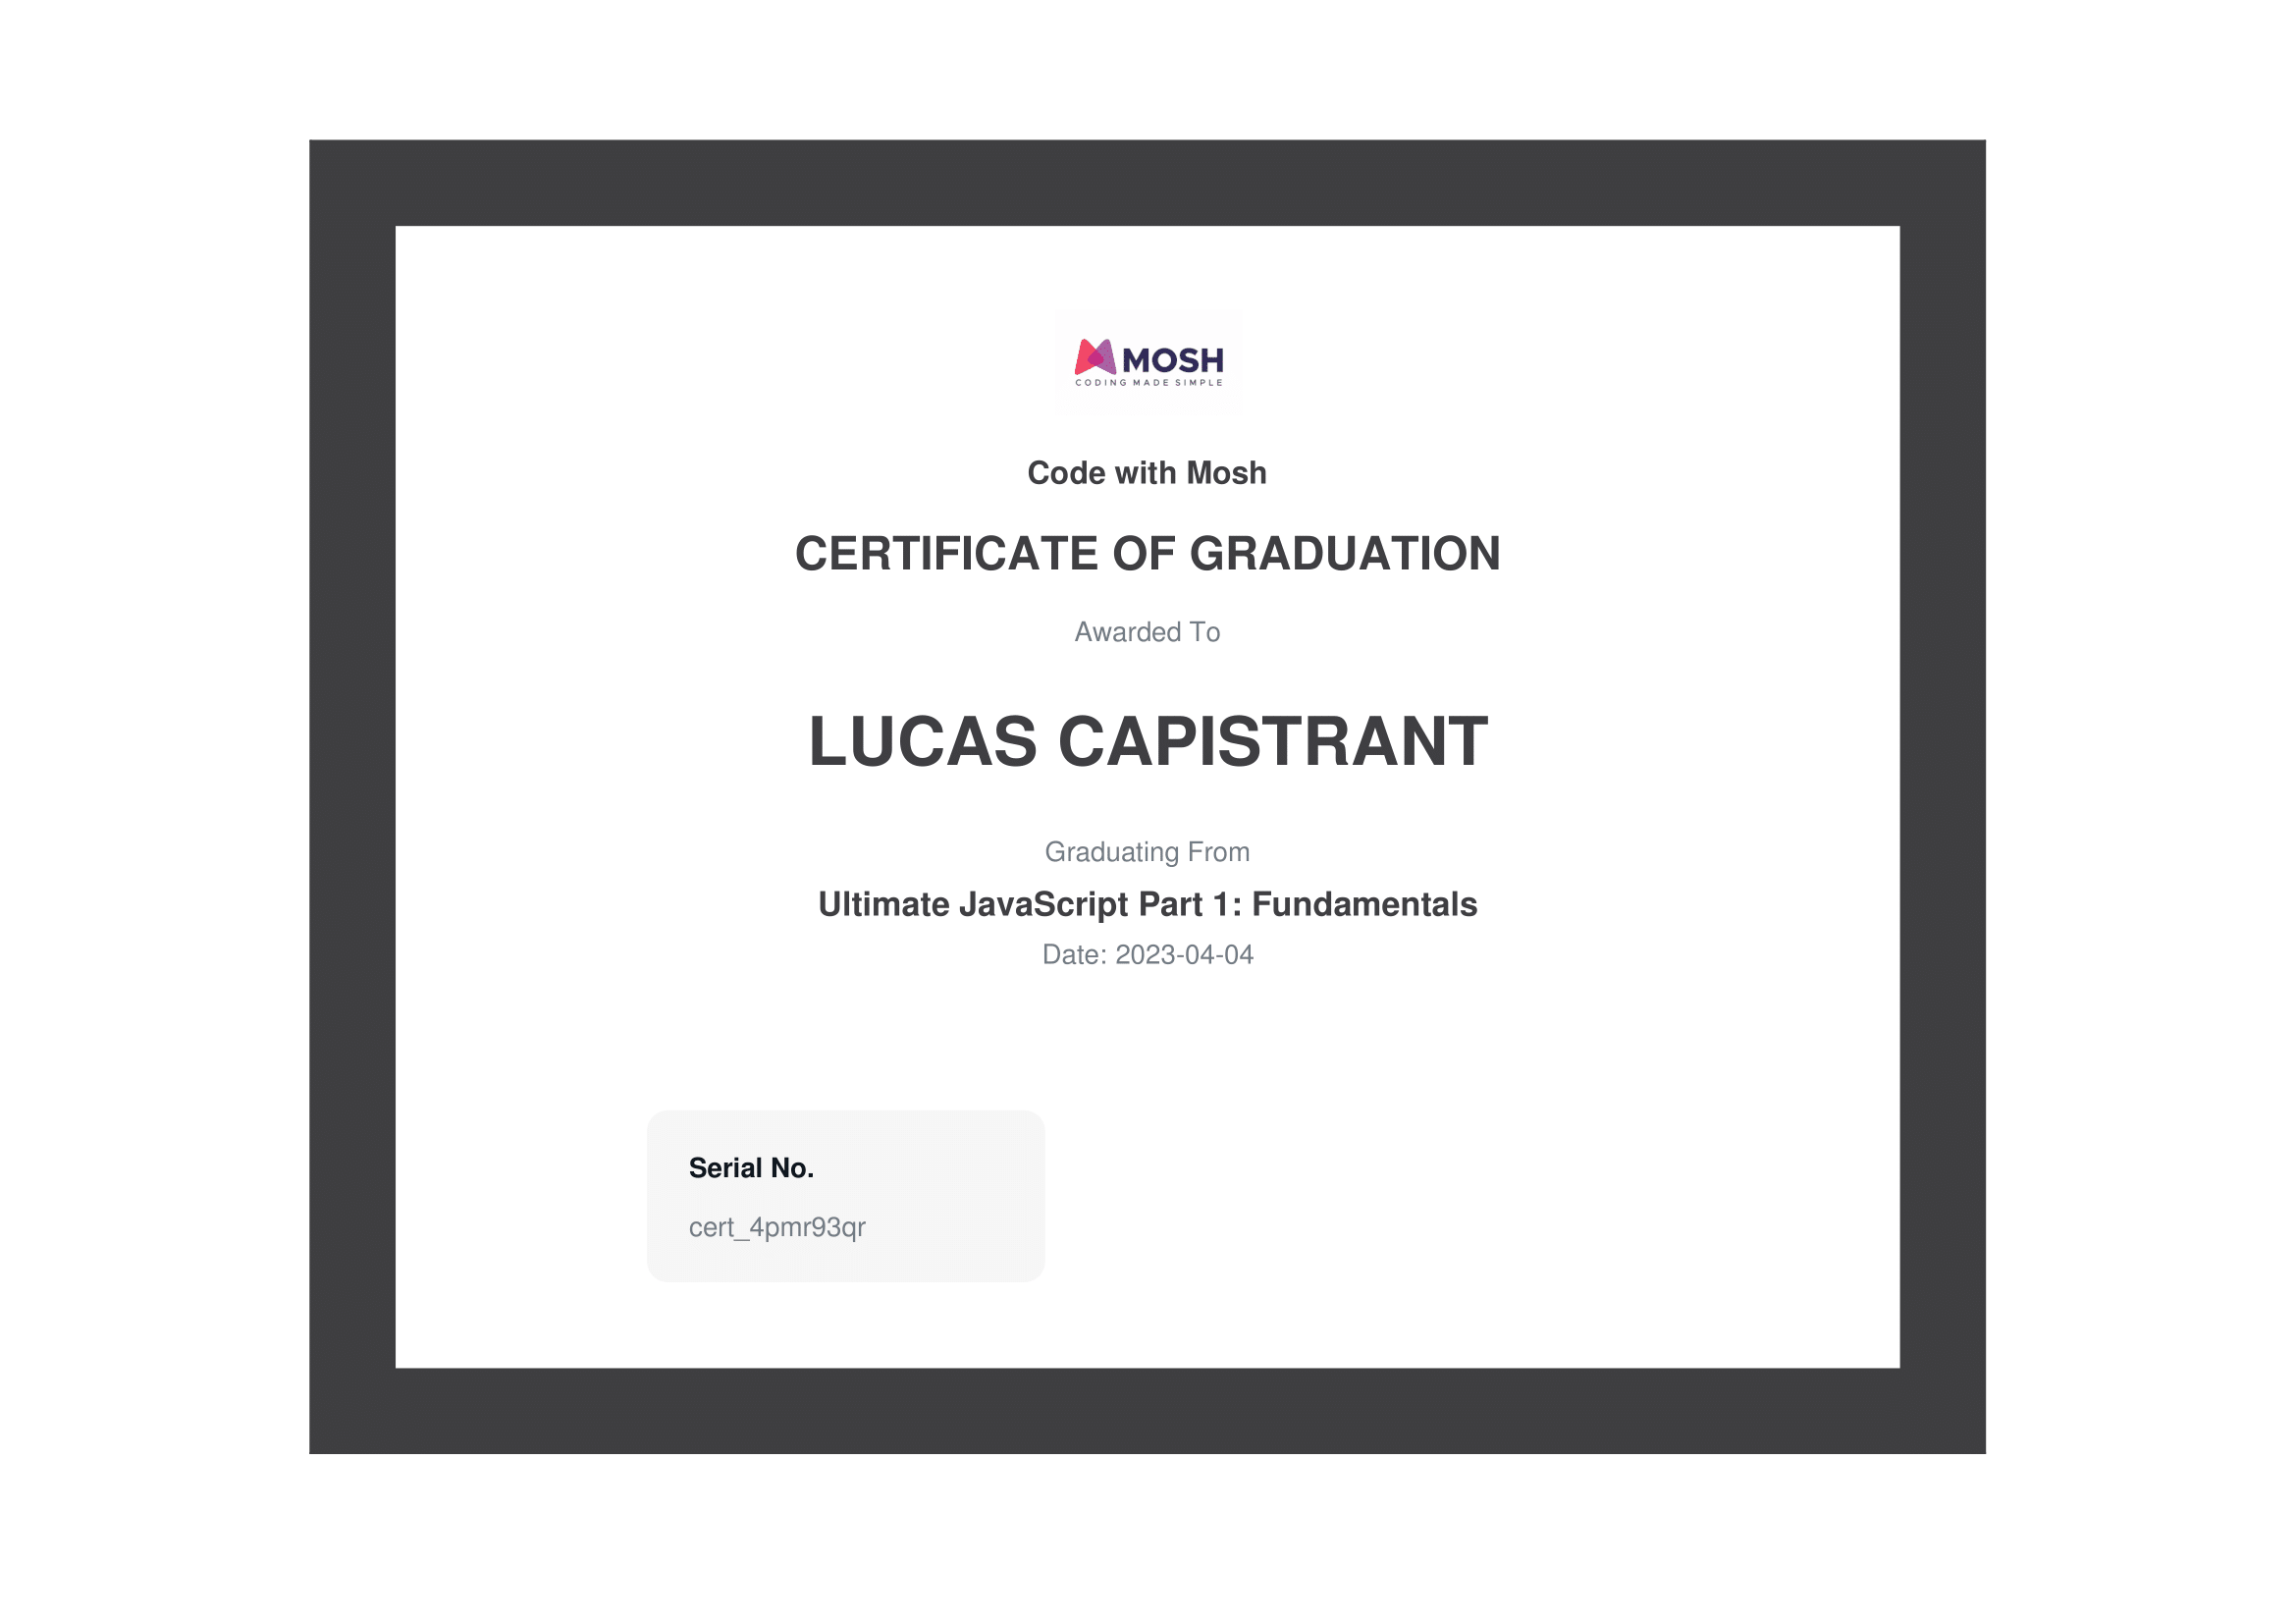 MOSH
CODING MADE SIMPLE
Code with Mosh
CERTIFICATE OF GRADUATION
Awarded To
LUCAS CAPISTRANT
Graduating From
Ultimate JavaScript Part 1: Fundamentals
Date: 2023-04-04
Serial No.
cert_4pmr93qr